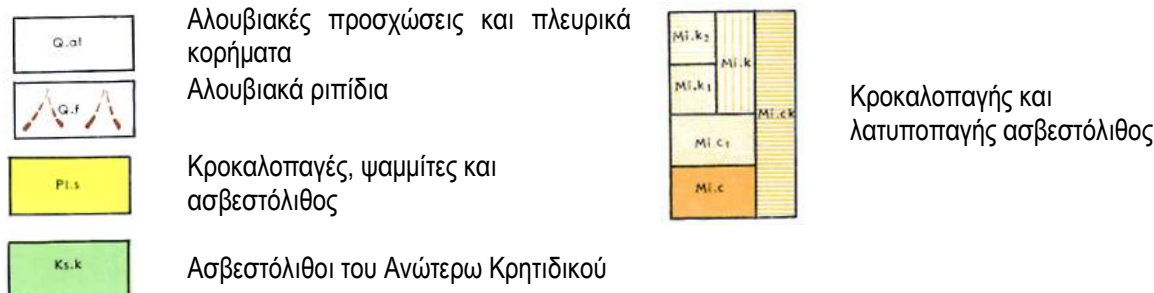 Q.al
Αλουβιακές προσχώσεις και πλευρικά
κορήματα
Q.f
Αλουβιακά ριπίδια
Pl.s
Κροκαλοπαγές, ψαμμίτες και
ασβεστόλιθος
Ks.k
Ασβεστόλιθοι του Ανώτερω Κρητιδικού
Mi.k₂
Mi.k
Mi.k₁
Mi.ck
Mi.c₁
Mi.c
Κροκαλοπαγής και
λατυποπαγής ασβεστόλιθος